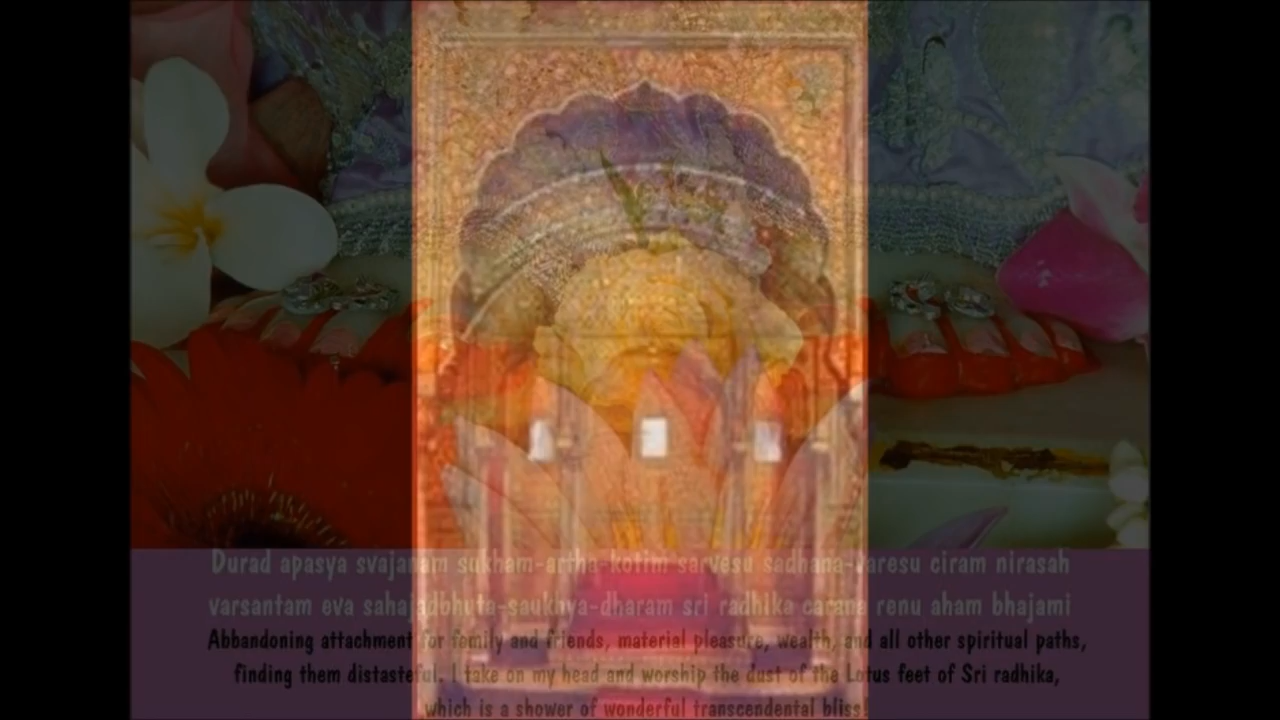 Durad apasya svajanam sukham-artha-kotim sarvesu sadhana-varesu ciram nirasah
varsantam eva sahajadbhuta-saukhya-dharam sri radhika carana renu aham bhajami
Abbandoning attachment for family and friends, material pleasure, wealth, and all other spiritual paths,
finding them distasteful. I take on my head and worship the dust of the Lotus feet of Sri radhika,
which is a shower of wonderful transcendental bliss!